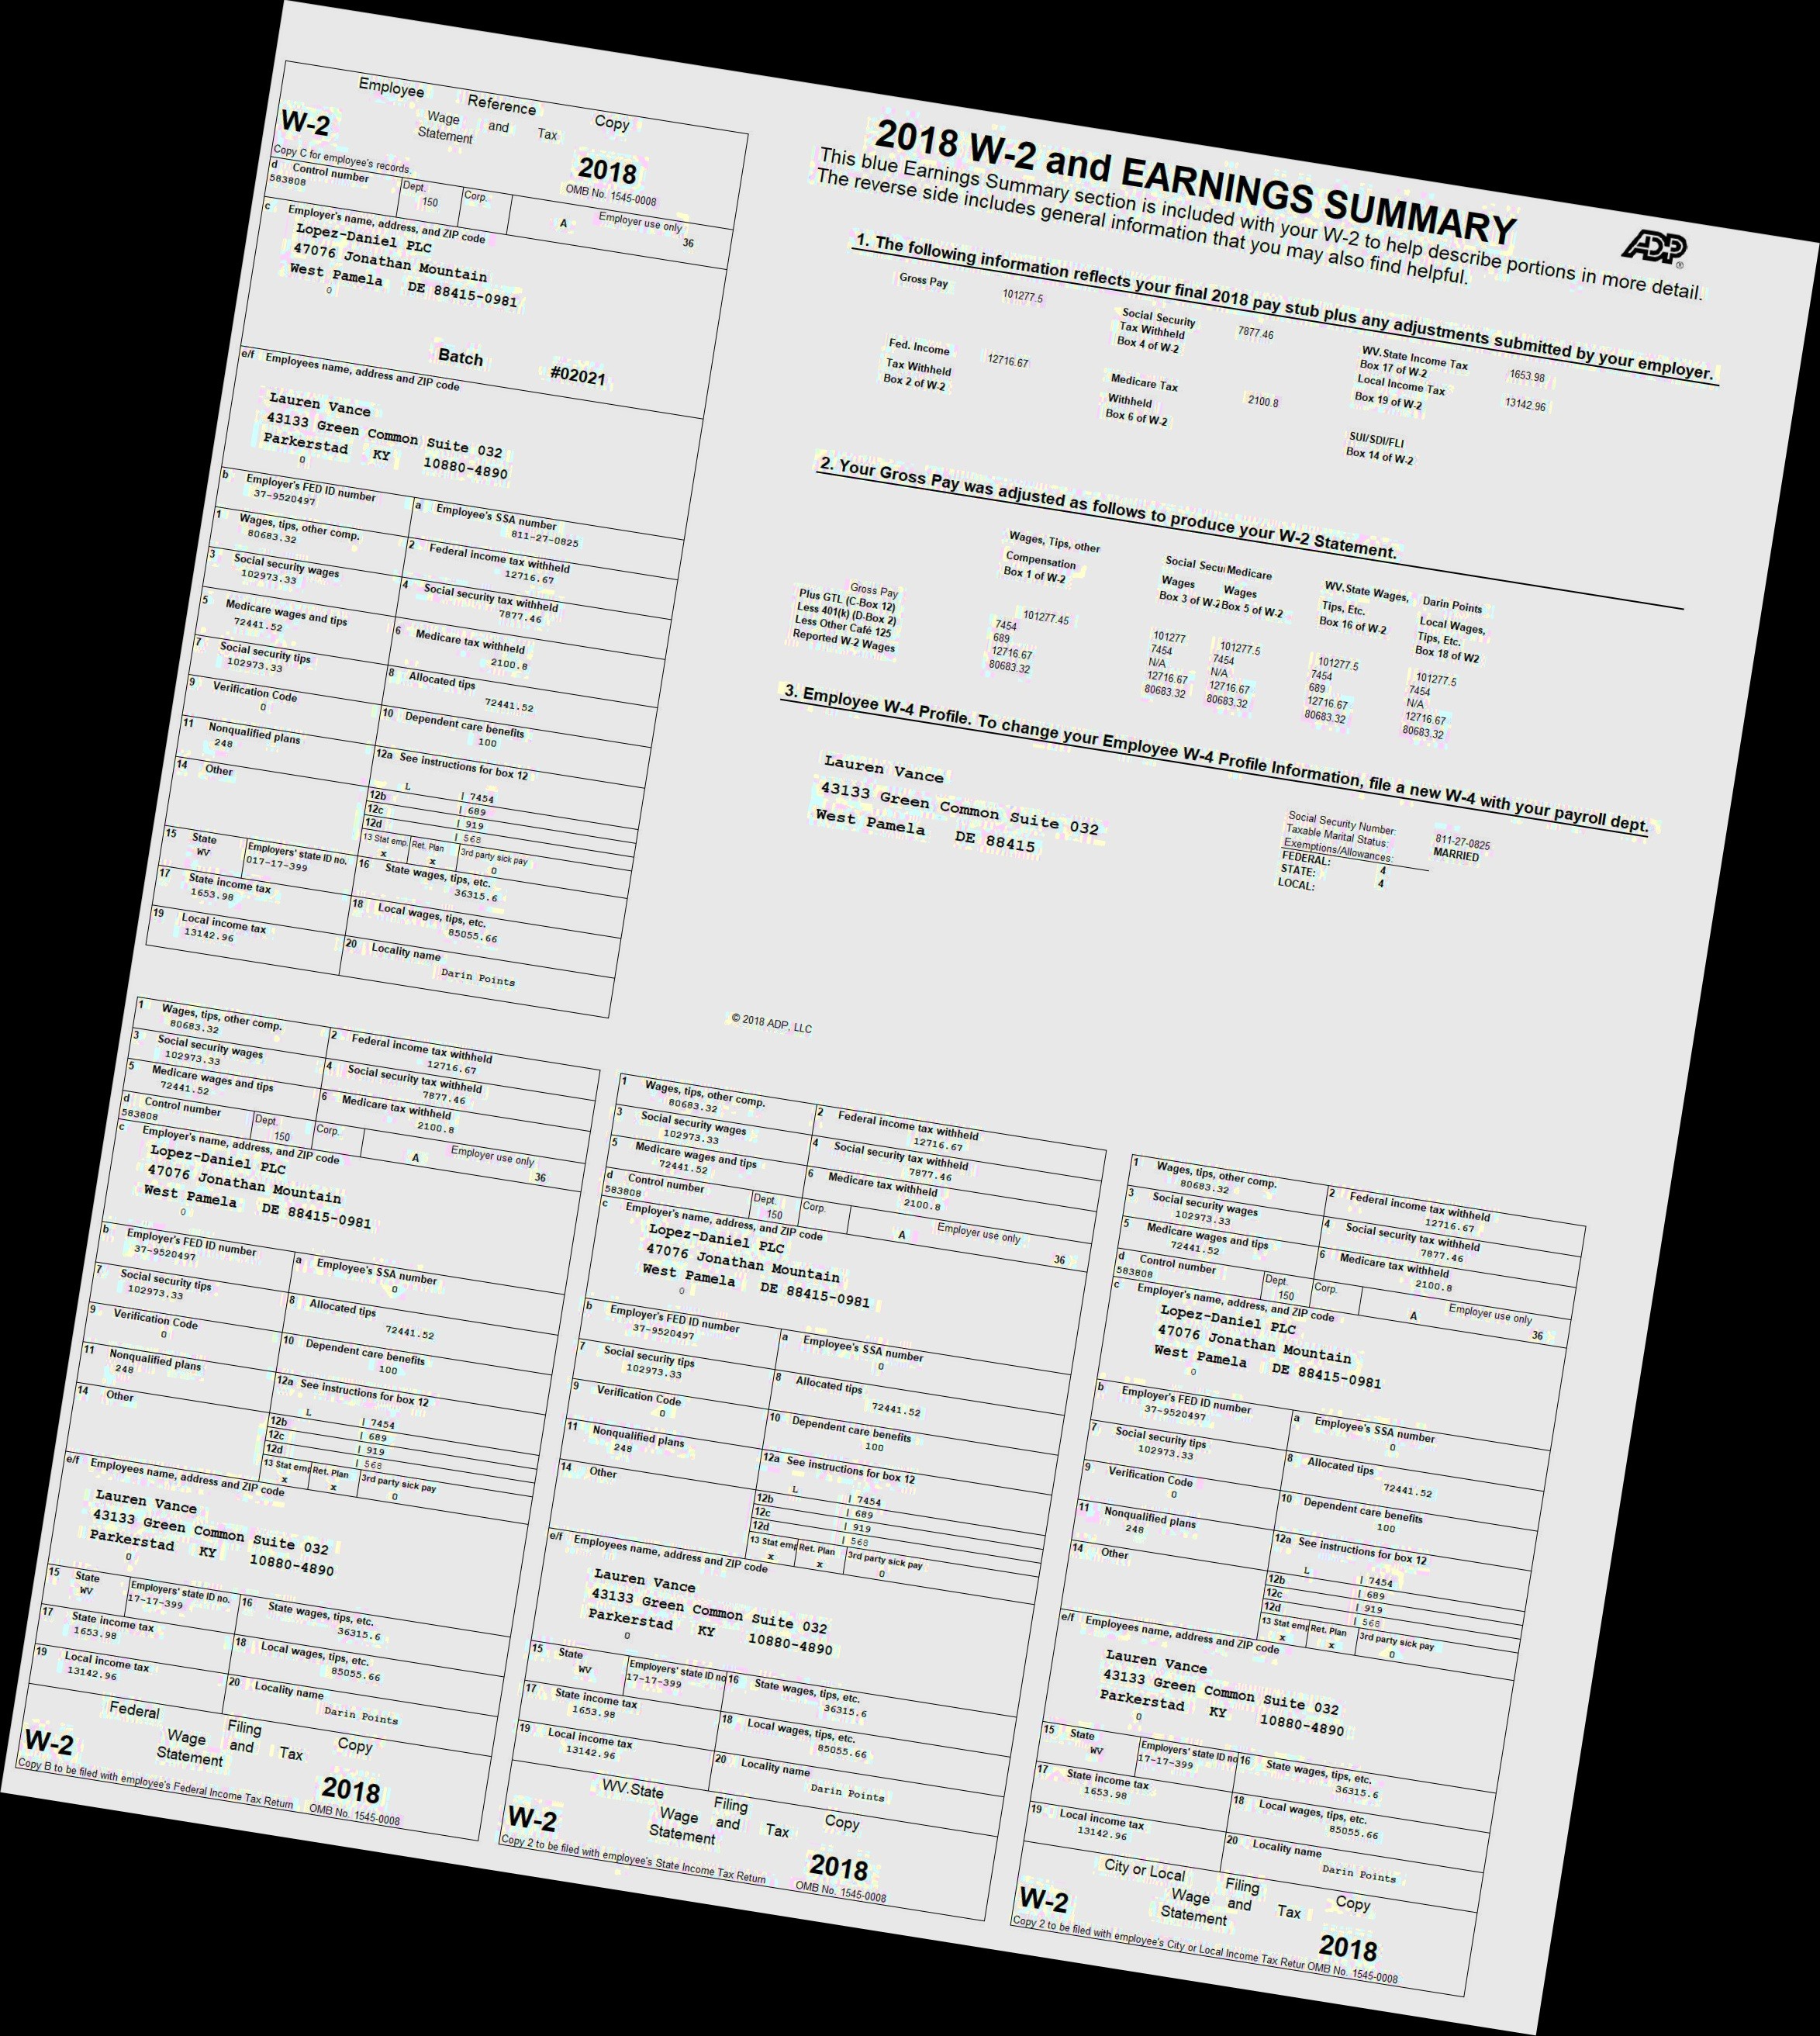 Employee Reference Copy
W-2 Wage and Tax
Statement
2018
Copy C for employee's records.
OMB No. 1545-0008
d Control number Dept. Corp. Employer use only
583808 150 A 36
c Employer's name, address, and ZIP code
Lopez-Daniel PLC
47076 Jonathan Mountain
West Pamela DE 88415-0981
0
Batch #02021
e/f Employees name, address and ZIP code
Lauren Vance
43133 Green Common Suite 032
Parkerstad KY 10880-4890
0
b Employer's FED ID number a Employee's SSA number
37-9520497 811-27-0825
1 Wages, tips, other comp. 2 Federal income tax withheld
80683.32 12716.67
3 Social security wages 4 Social security tax withheld
102973.33 7877.46
5 Medicare wages and tips 6 Medicare tax withheld
72441.52 2100.8
7 Social security tips 8 Allocated tips
102973.33 72441.52
9 Verification Code 10 Dependent care benefits
0 100
11 Nonqualified plans 12a See instructions for box 12
248 L | 7454
14 Other 12b | 689
12c | 919
12d | 568
13 Stat emp. Ret. Plan 3rd party sick pay
x x 0
15 State Employers' state ID no. 16 State wages, tips, etc.
WV 017-17-399 36315.6
17 State income tax 18 Local wages, tips, etc.
1653.98 85055.66
19 Local income tax 20 Locality name
13142.96 Darin Points
2018 W-2 and EARNINGS SUMMARY
This blue Earnings Summary section is included with your W-2 to help describe portions in more detail.
The reverse side includes general information that you may also find helpful.
ADP®
1. The following information reflects your final 2018 pay stub plus any adjustments submitted by your employer.
Gross Pay 101277.5
Social Security
Tax Withheld
Box 4 of W-2
7877.46
WV.State Income Tax
Box 17 of W-2
1653.98
Local Income Tax
Box 19 of W-2
13142.96
Fed. Income
Tax Withheld
Box 2 of W-2
12716.67
Medicare Tax
Withheld
Box 6 of W-2
2100.8
SUI/SDI/FLI
Box 14 of W-2
2. Your Gross Pay was adjusted as follows to produce your W-2 Statement.
Wages, Tips, other
Compensation
Box 1 of W-2
Social Secu
Wages
Box 3 of W-2
Medicare
Wages
Box 5 of W-2
WV.State Wages,
Tips, Etc.
Box 16 of W-2
Darin Points
Local Wages,
Tips, Etc.
Box 18 of W2
Gross Pay 101277.45 101277 101277.5 101277.5 101277.5
Plus GTL (C-Box 12) 7454 7454 7454 7454 7454
Less 401(k) (D-Box 2) 689 N/A N/A 689 N/A
Less Other Café 125 12716.67 12716.67 12716.67 12716.67 12716.67
Reported W-2 Wages 80683.32 80683.32 80683.32 80683.32 80683.32
3. Employee W-4 Profile. To change your Employee W-4 Profile Information, file a new W-4 with your payroll dept.
Lauren Vance
43133 Green Common Suite 032
West Pamela DE 88415
Social Security Number: 811-27-0825
Taxable Marital Status: MARRIED
Exemptions/Allowances:
FEDERAL: 4
STATE: 4
LOCAL:
© 2018 ADP, LLC
1 Wages, tips, other comp. 2 Federal income tax withheld
80683.32 12716.67
3 Social security wages 4 Social security tax withheld
102973.33 7877.46
5 Medicare wages and tips 6 Medicare tax withheld
72441.52 2100.8
d Control number Dept. Corp. Employer use only
583808 150 A 36
c Employer's name, address, and ZIP code
Lopez-Daniel PLC
47076 Jonathan Mountain
West Pamela DE 88415-0981
0
b Employer's FED ID number a Employee's SSA number
37-9520497 0
7 Social security tips 8 Allocated tips
102973.33 72441.52
9 Verification Code 10 Dependent care benefits
0 100
11 Nonqualified plans 12a See instructions for box 12
248 L | 7454
14 Other 12b | 689
12c | 919
12d | 568
13 Stat emp Ret. Plan 3rd party sick pay
x x 0
e/f Employees name, address and ZIP code
Lauren Vance
43133 Green Common Suite 032
Parkerstad KY 10880-4890
0
15 State Employers' state ID no. 16 State wages, tips, etc.
WV 17-17-399 36315.6
17 State income tax 18 Local wages, tips, etc.
1653.98 85055.66
19 Local income tax 20 Locality name
13142.96 Darin Points
Federal Filing Copy
W-2 Wage and Tax
Statement
2018
Copy B to be filed with employee's Federal Income Tax Return OMB No. 1545-0008
1 Wages, tips, other comp. 2 Federal income tax withheld
80683.32 12716.67
3 Social security wages 4 Social security tax withheld
102973.33 7877.46
5 Medicare wages and tips 6 Medicare tax withheld
72441.52 2100.8
d Control number Dept. Corp. Employer use only
583808 150 A 36
c Employer's name, address, and ZIP code
Lopez-Daniel PLC
47076 Jonathan Mountain
West Pamela DE 88415-0981
0
b Employer's FED ID number a Employee's SSA number
37-9520497 0
7 Social security tips 8 Allocated tips
102973.33 72441.52
9 Verification Code 10 Dependent care benefits
0 100
11 Nonqualified plans 12a See instructions for box 12
248 L | 7454
14 Other 12b | 689
12c | 919
12d | 568
13 Stat emp Ret. Plan 3rd party sick pay
x x 0
e/f Employees name, address and ZIP code
Lauren Vance
43133 Green Common Suite 032
Parkerstad KY 10880-4890
0
15 State Employers' state ID no 16 State wages, tips, etc.
WV 17-17-399 36315.6
17 State income tax 18 Local wages, tips, etc.
1653.98 85055.66
19 Local income tax 20 Locality name
13142.96 Darin Points
WV.State Filing Copy
W-2 Wage and Tax
Statement
2018
Copy 2 to be filed with employee's State Income Tax Return OMB No. 1545-0008
1 Wages, tips, other comp. 2 Federal income tax withheld
80683.32 12716.67
3 Social security wages 4 Social security tax withheld
102973.33 7877.46
5 Medicare wages and tips 6 Medicare tax withheld
72441.52 2100.8
d Control number Dept. Corp. Employer use only
583808 150 A 36
c Employer's name, address, and ZIP code
Lopez-Daniel PLC
47076 Jonathan Mountain
West Pamela DE 88415-0981
0
b Employer's FED ID number a Employee's SSA number
37-9520497 0
7 Social security tips 8 Allocated tips
102973.33 72441.52
9 Verification Code 10 Dependent care benefits
0 100
11 Nonqualified plans 12a See instructions for box 12
248 L | 7454
14 Other 12b | 689
12c | 919
12d | 568
13 Stat emp Ret. Plan 3rd party sick pay
x x 0
e/f Employees name, address and ZIP code
Lauren Vance
43133 Green Common Suite 032
Parkerstad KY 10880-4890
0
15 State Employers' state ID no 16 State wages, tips, etc.
WV 17-17-399 36315.6
17 State income tax 18 Local wages, tips, etc.
1653.98 85055.66
19 Local income tax 20 Locality name
13142.96 Darin Points
City or Local Filing Copy
W-2 Wage and Tax
Statement
2018
Copy 2 to be filed with employee's City or Local Income Tax Retur OMB No. 1545-0008